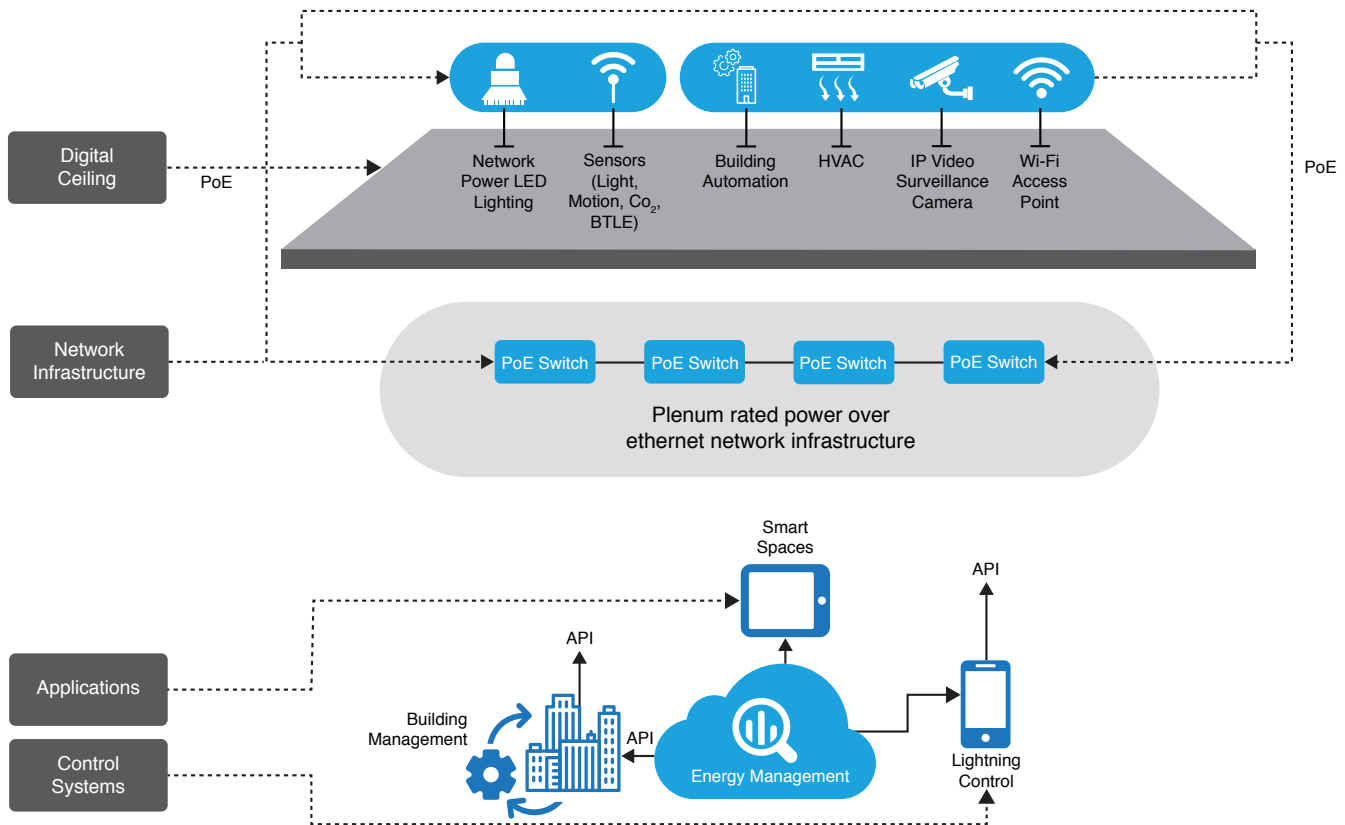 Digital
Ceiling
PoE
Network
Power LED
Lighting
Sensors
(Light,
Motion, Co₂,
BTLE)
Building
Automation
HVAC
IP Video
Surveillance
Camera
Wi-Fi
Access
Point
PoE
Network
Infrastructure
PoE Switch
PoE Switch
PoE Switch
PoE Switch
Plenum rated power over
ethernet network infrastructure
Smart
Spaces
API
API
Applications
Building
Management
API
Energy Management
Lightning
Control
Control
Systems